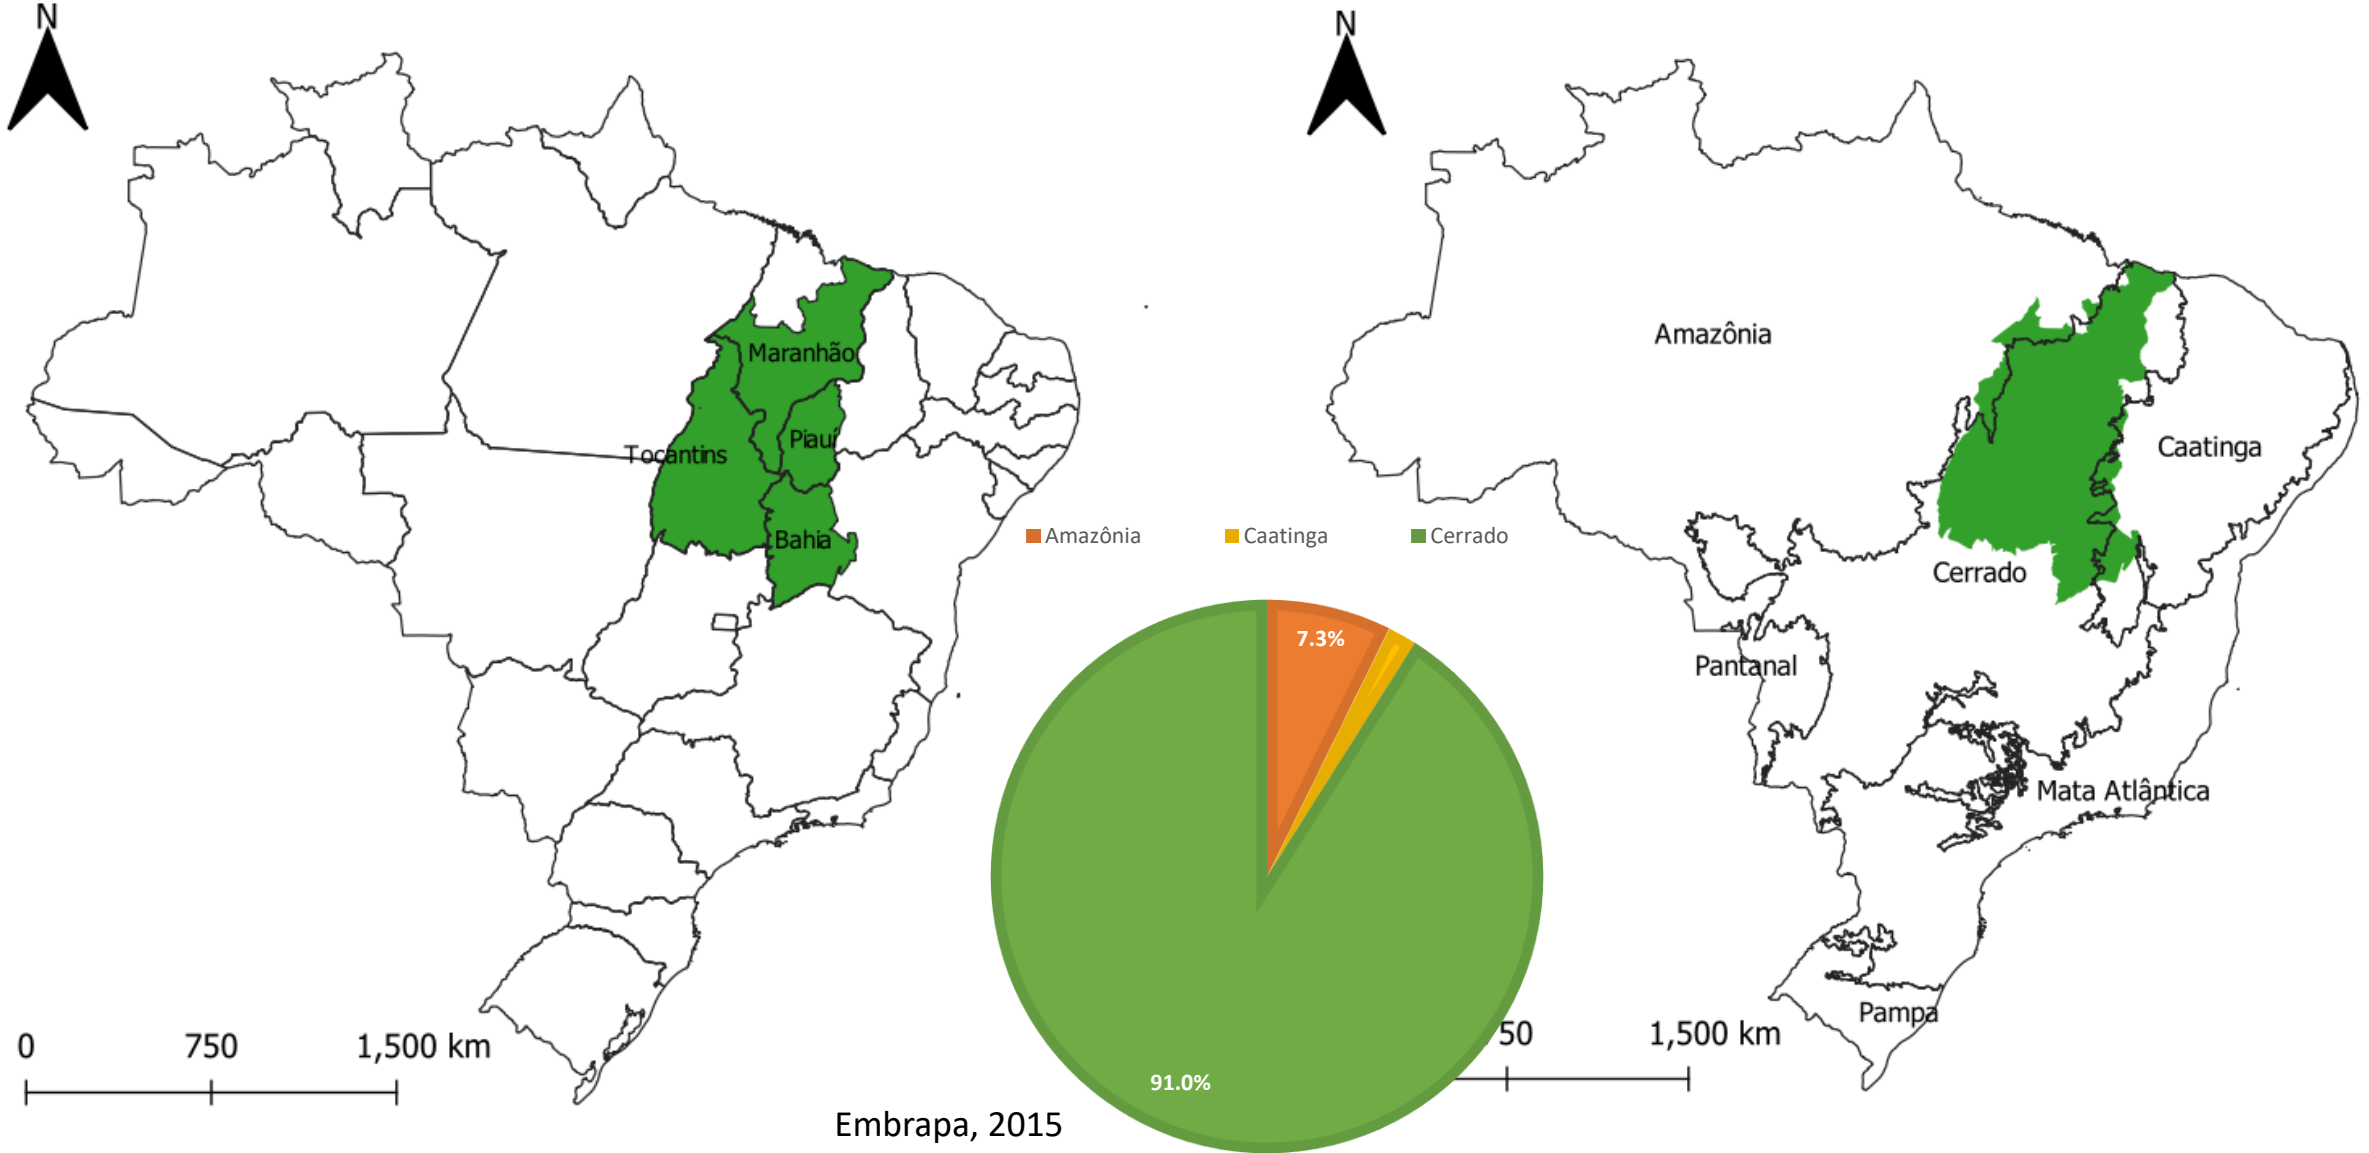 N
N
Maranhão
Piauí
Tocantins
Bahia
Amazônia
Caatinga
Cerrado
Pantanal
Mata Atlântica
Pampa
Amazônia
Caatinga
Cerrado
7.3%
91.0%
0
750
1,500 km
50
1,500 km
Embrapa, 2015